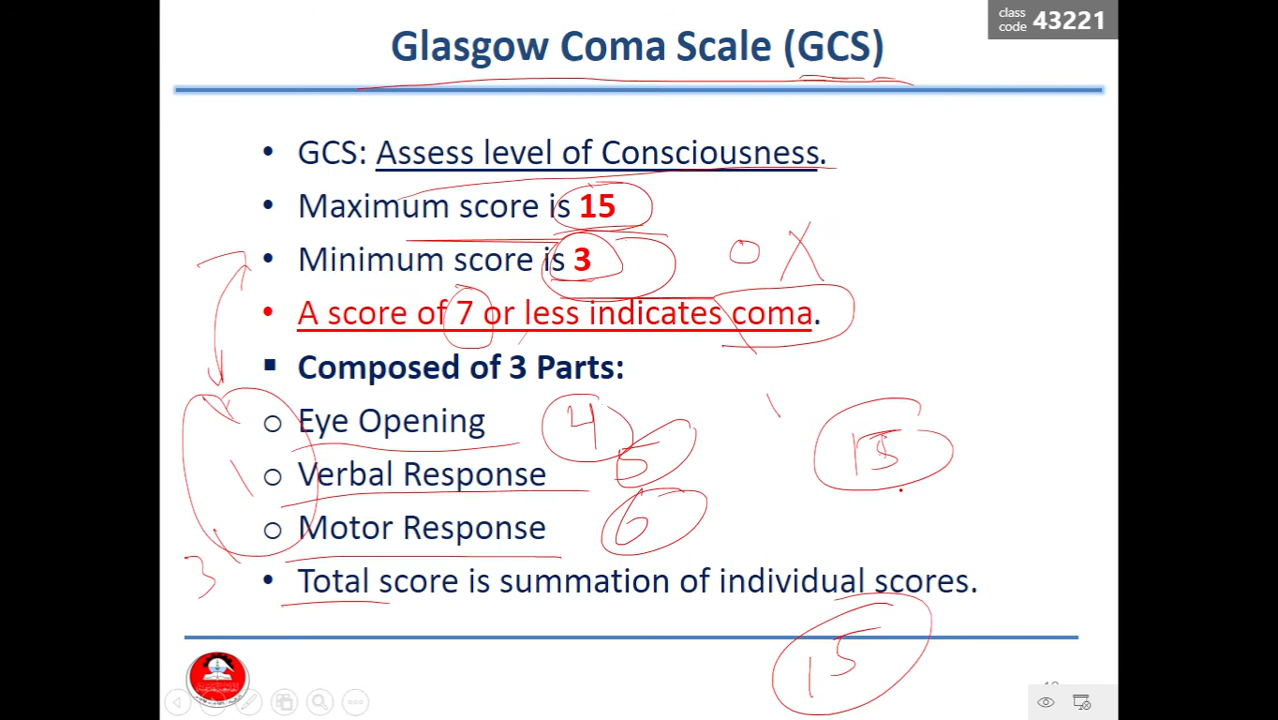 class code 43221
Glasgow Coma Scale (GCS)
• GCS: Assess level of Consciousness.
• Maximum score is 15
• Minimum score is 3 0 X
• A score of 7 or less indicates coma.
▪ Composed of 3 Parts:
○ Eye Opening 4
○ Verbal Response 5 15
○ Motor Response 6
3
• Total score is summation of individual scores.
15